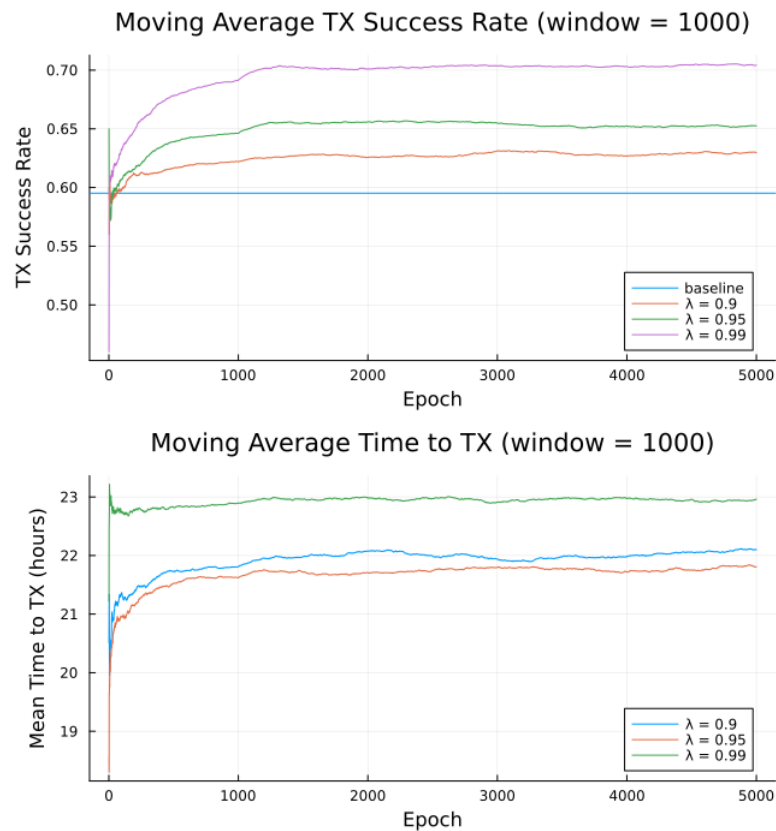 Moving Average TX Success Rate (window = 1000)
TX Success Rate
0.70
0.65
0.60
0.55
0.50
baseline
λ = 0.9
λ = 0.95
λ = 0.99
0 1000 2000 3000 4000 5000
Epoch
Moving Average Time to TX (window = 1000)
Mean Time to TX (hours)
23
22
21
20
19
λ = 0.9
λ = 0.95
λ = 0.99
0 1000 2000 3000 4000 5000
Epoch